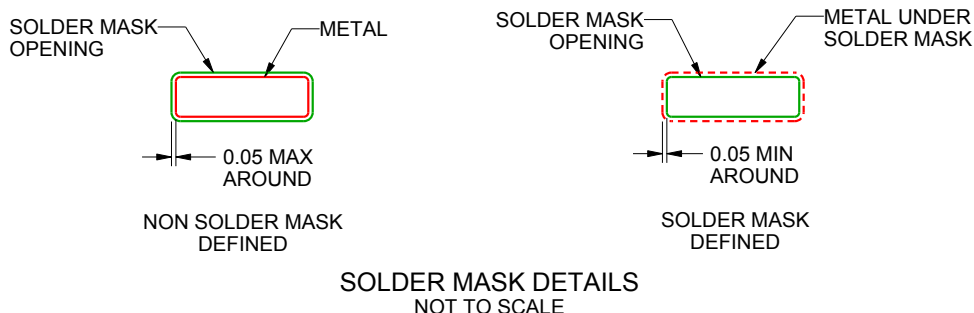 SOLDER MASK
OPENING
METAL
0.05 MAX
AROUND
NON SOLDER MASK
DEFINED
SOLDER MASK
OPENING
METAL UNDER
SOLDER MASK
0.05 MIN
AROUND
SOLDER MASK
DEFINED
SOLDER MASK DETAILS
NOT TO SCALE